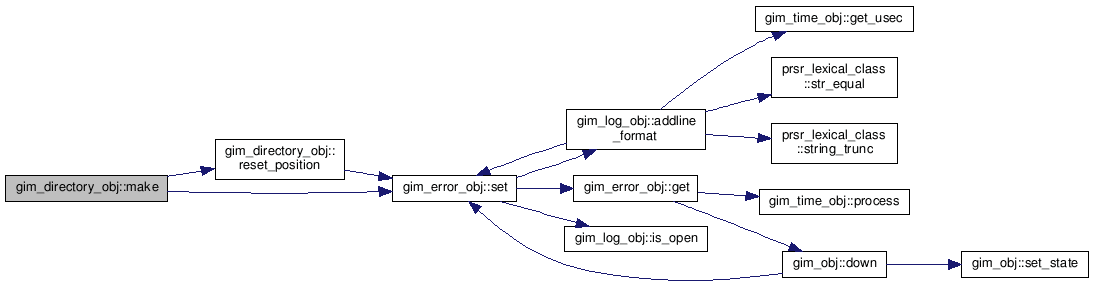 gim_directory_obj::make
gim_directory_obj::
reset_position
gim_error_obj::set
gim_log_obj::addline
_format
gim_error_obj::get
gim_log_obj::is_open
gim_time_obj::get_usec
prsr_lexical_class
::str_equal
prsr_lexical_class
::string_trunc
gim_time_obj::process
gim_obj::down
gim_obj::set_state